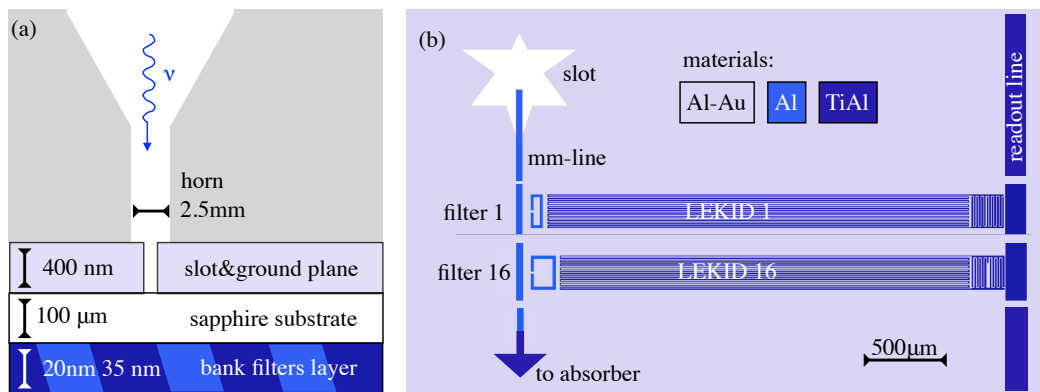 (a)
ν
horn
2.5mm
400 nm
slot&ground plane
100 μm
sapphire substrate
20nm 35 nm
bank filters layer
(b)
slot
materials:
Al-Au
Al
TiAl
readout line
mm-line
filter 1
LEKID 1
filter 16
LEKID 16
500μm
to absorber